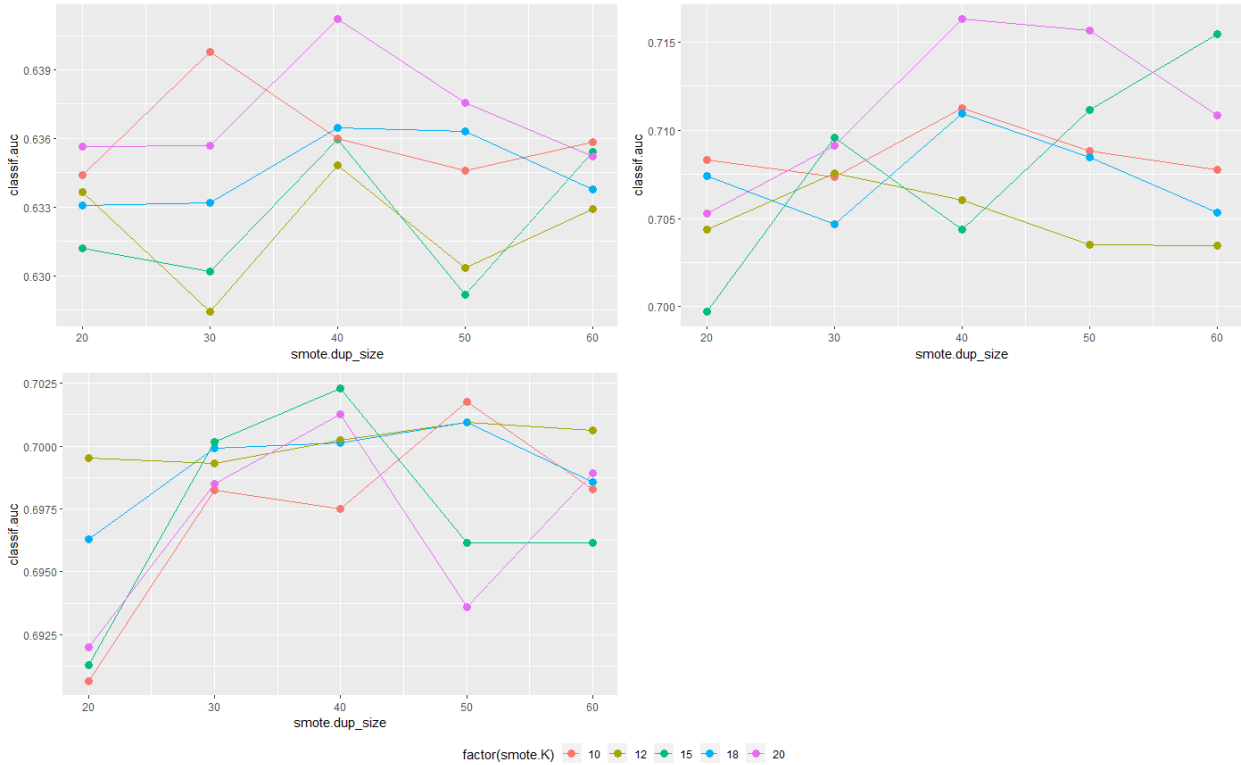 classif.auc
0.639
0.636
0.633
0.630
20 30 40 50 60
smote.dup_size
classif.auc
0.715
0.710
0.705
0.700
20 30 40 50 60
smote.dup_size
classif.auc
0.7025
0.7000
0.6975
0.6950
0.6925
20 30 40 50 60
smote.dup_size
factor(smote.K) 10 12 15 18 20